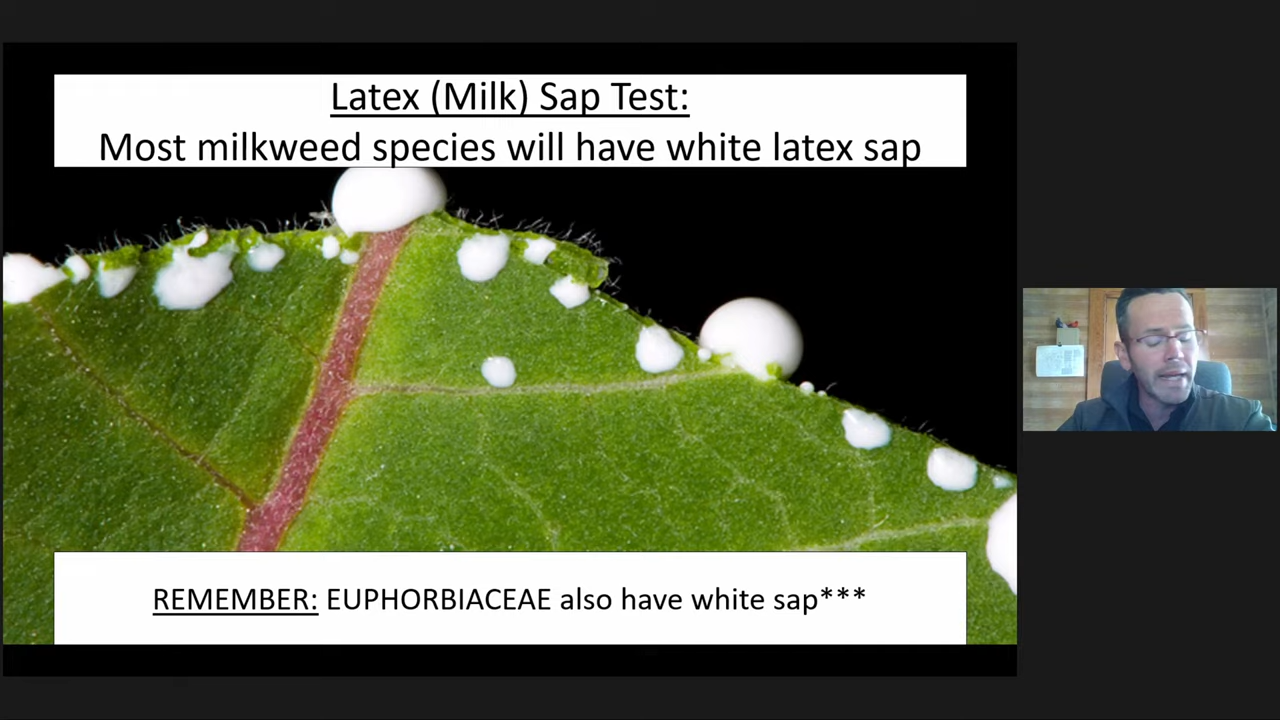 Latex (Milk) Sap Test:
Most milkweed species will have white latex sap
REMEMBER: EUPHORBIACEAE also have white sap***